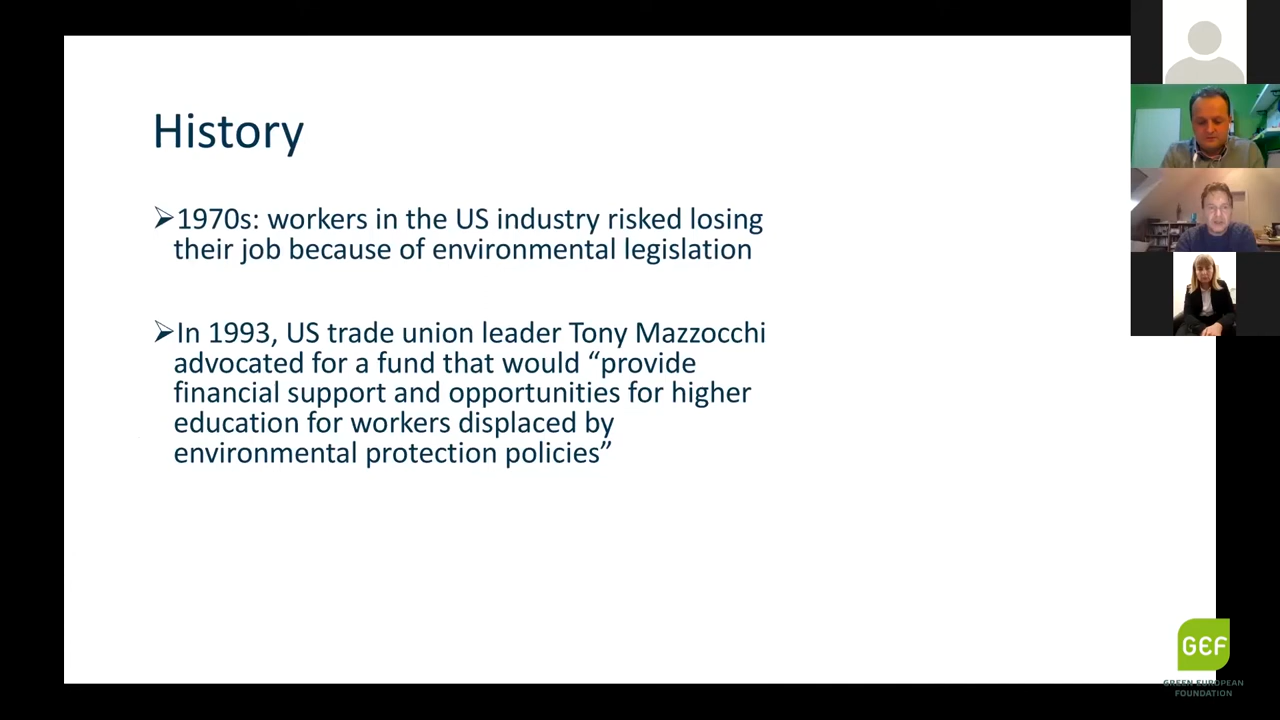 History
➢1970s: workers in the US industry risked losing
their job because of environmental legislation
➢In 1993, US trade union leader Tony Mazzocchi
advocated for a fund that would “provide
financial support and opportunities for higher
education for workers displaced by
environmental protection policies”
GEF
GREEN EUROPEAN
FOUNDATION